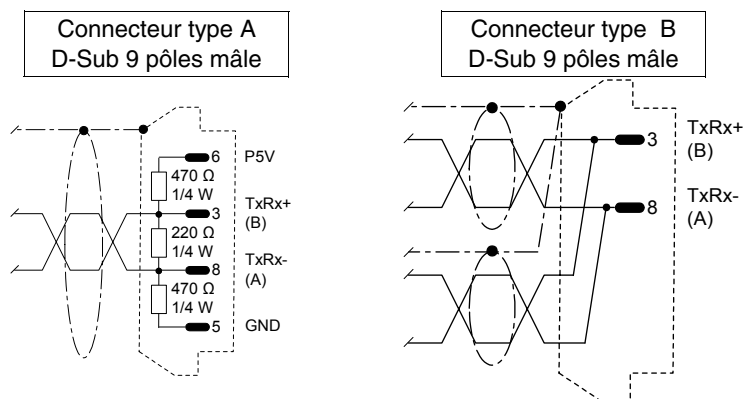 Connecteur type A
D-Sub 9 pôles mâle
6 P5V
470 Ω
1/4 W
3 TxRx+
(B)
220 Ω
1/4 W
8 TxRx-
(A)
470 Ω
1/4 W
5 GND
Connecteur type B
D-Sub 9 pôles mâle
3 TxRx+
(B)
8 TxRx-
(A)